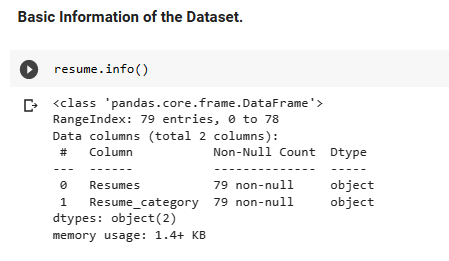 Basic Information of the Dataset.
resume.info()
<class 'pandas.core.frame.DataFrame'>
RangeIndex: 79 entries, 0 to 78
Data columns (total 2 columns):
 #   Column           Non-Null Count  Dtype
---  ------           --------------  -----
 0   Resumes          79 non-null     object
 1   Resume_category  79 non-null     object
dtypes: object(2)
memory usage: 1.4+ KB